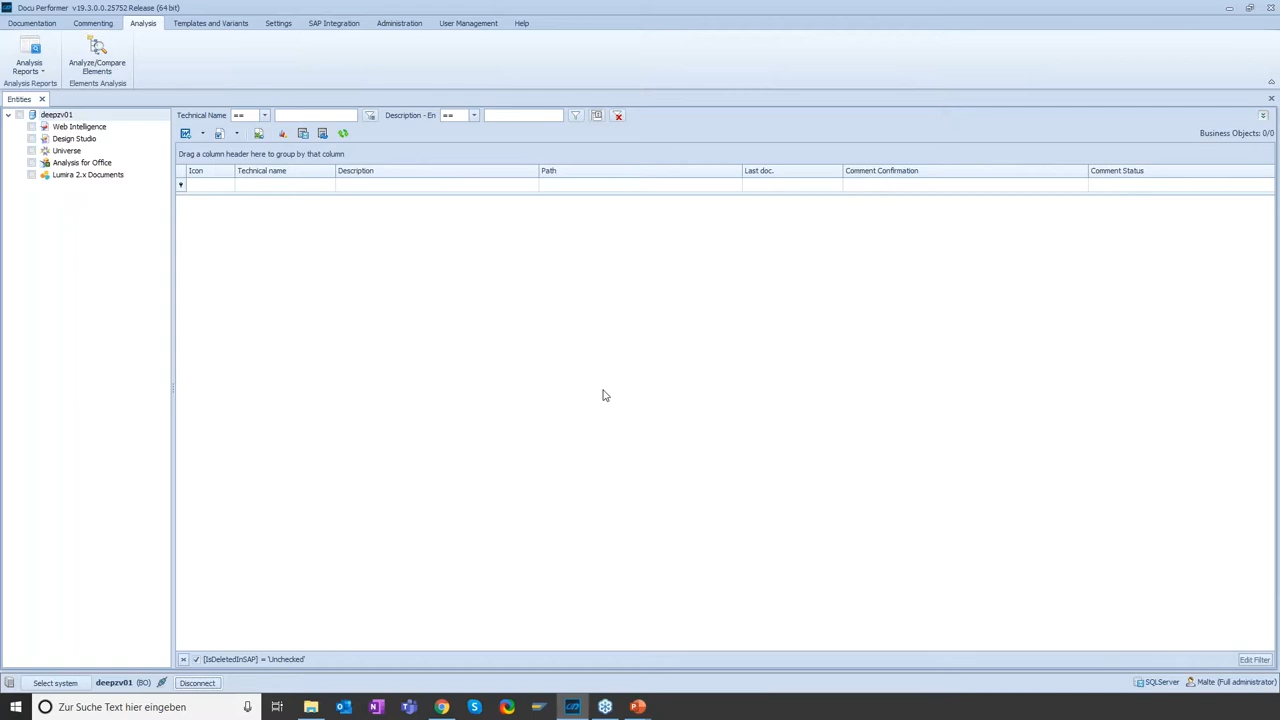 Docu Performer v19.3.0.0.25752 Release (64 bit)
Documentation Commenting Analysis Templates and Variants Settings SAP Integration Administration User Management Help
Analysis Reports
Analyze/Compare Elements
Analysis Reports Elements Analysis
Entities
deepzv01
Web Intelligence
Design Studio
Universe
Analysis for Office
Lumira 2.x Documents
Technical Name == Description - En ==
Business Objects: 0/0
Drag a column header here to group by that column
Icon Technical name Description Path Last doc. Comment Confirmation Comment Status
[IsDeletedInSAP] = 'Unchecked'
Edit Filter
Select system deepzv01 (BO) Disconnect
SQLServer Malte (Full administrator)
Zur Suche Text hier eingeben